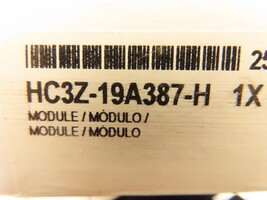 25
HC3Z-19A387-H 1X
MODULE / MÓDULO /
MODULE / MÓDULO